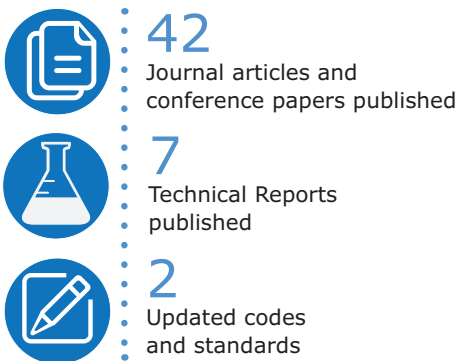 42
Journal articles and
conference papers published
7
Technical Reports
published
2
Updated codes
and standards